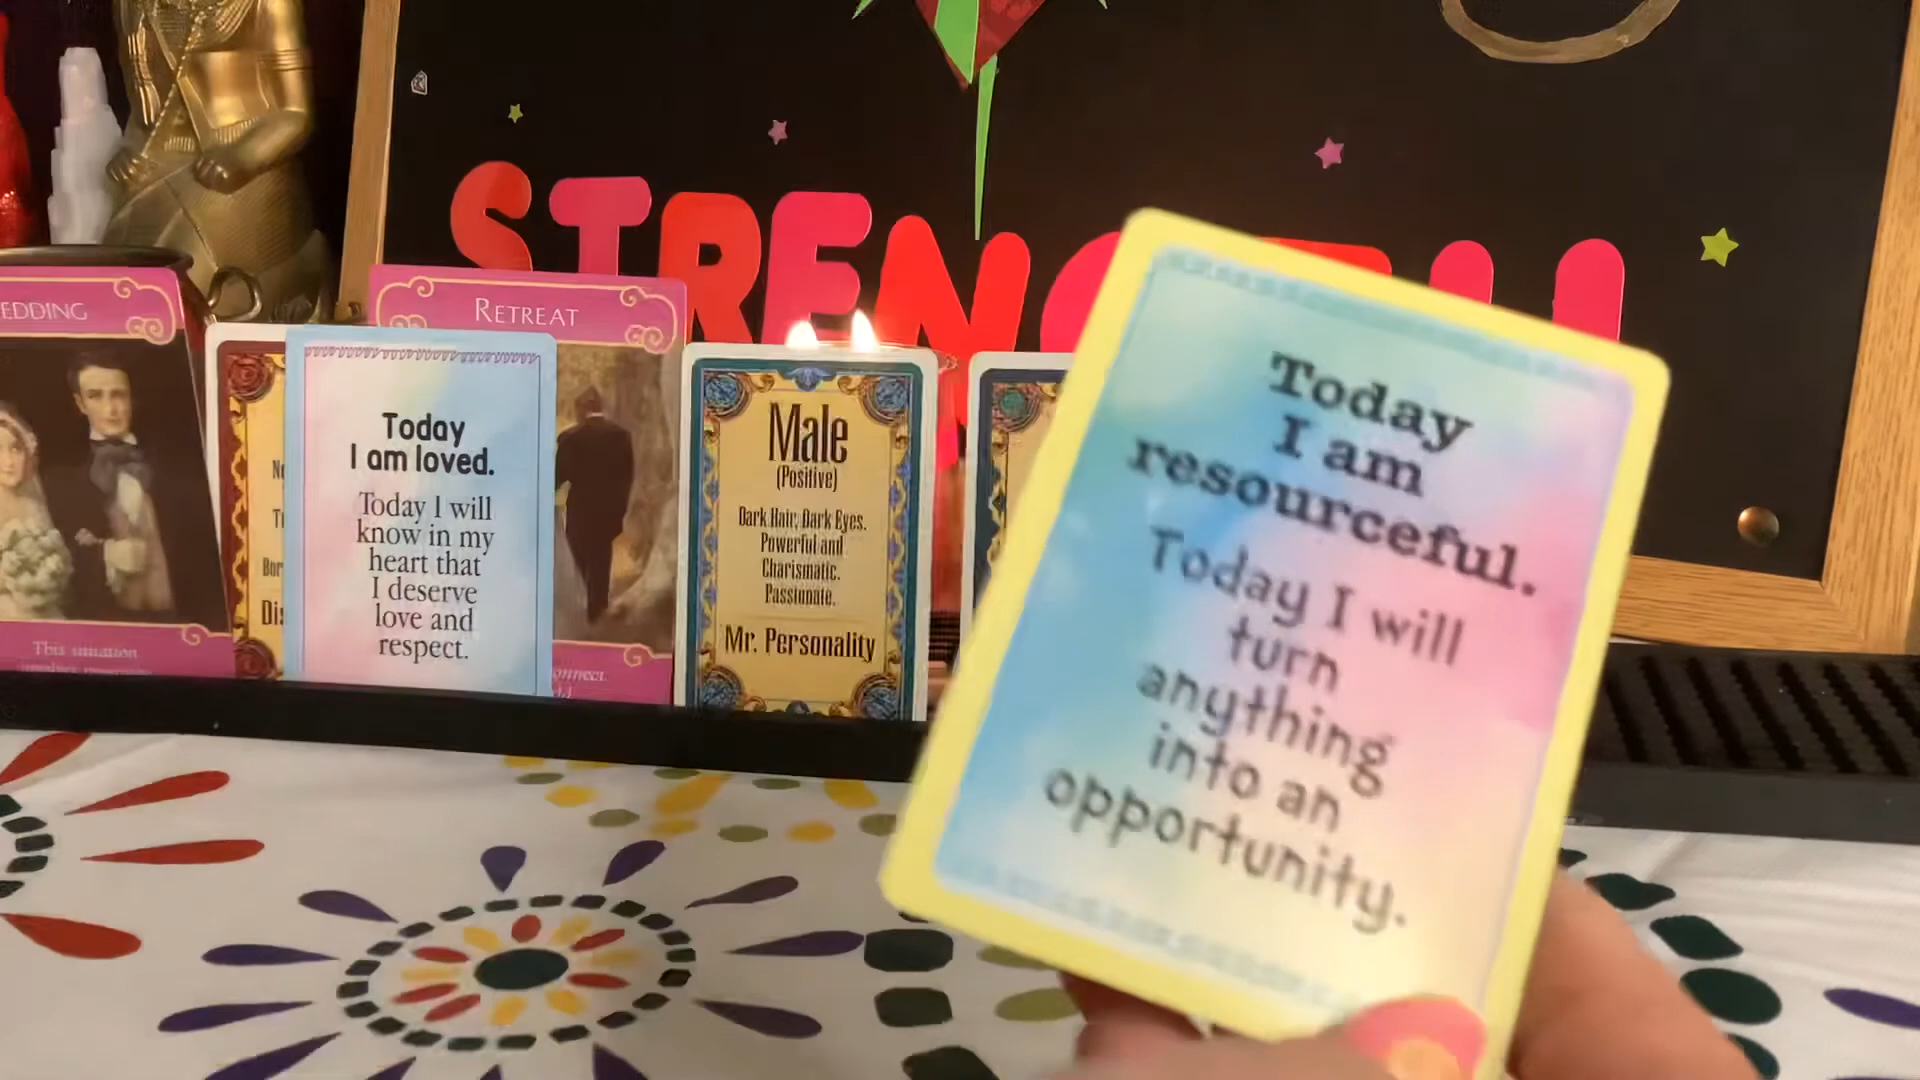 STRENGTH
EDDING
This situation
RETREAT
Today
I am loved.
Today I will
know in my
heart that
I deserve
love and
respect.
Male
(Positive)
Dark Hair, Dark Eyes.
Powerful and
Charismatic.
Passionate.
Mr. Personality
Today
I am
resourceful.
Today I will
turn
anything
into an
opportunity.